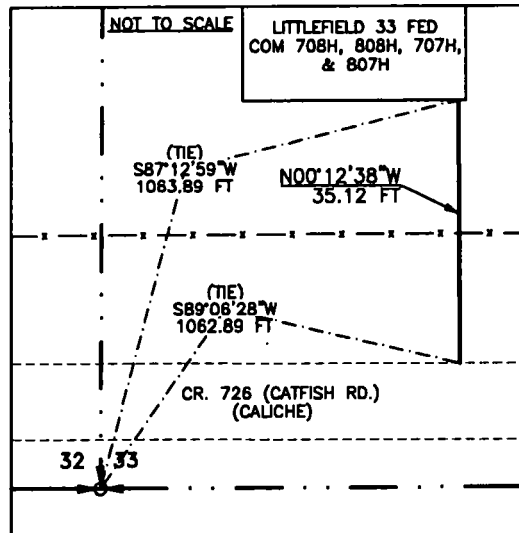 NOT TO SCALE
LITTLEFIELD 33 FED
COM 708H, 808H, 707H,
& 807H
(TIE)
S87°12'59"W
1063.89 FT
N00°12'38"W
35.12 FT
(TIE)
S89°06'28"W
1062.89 FT
CR. 726 (CATFISH RD.)
(CALICHE)
32 33